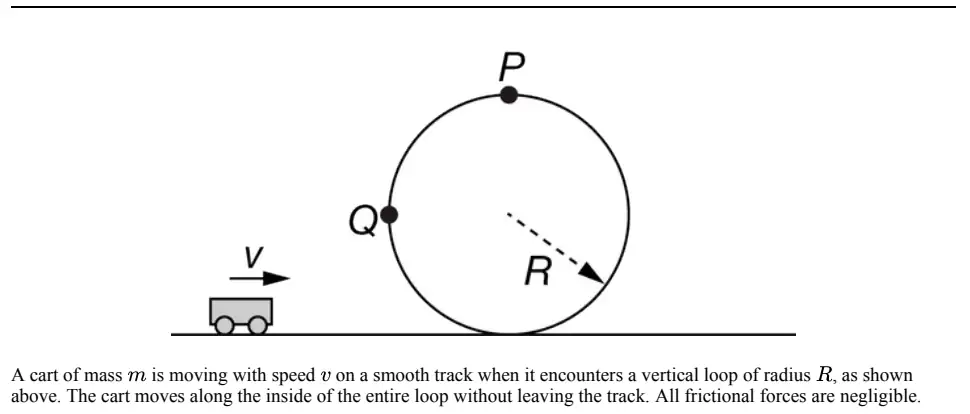 P
Q
v
R
A cart of mass m is moving with speed v on a smooth track when it encounters a vertical loop of radius R, as shown
above. The cart moves along the inside of the entire loop without leaving the track. All frictional forces are negligible.